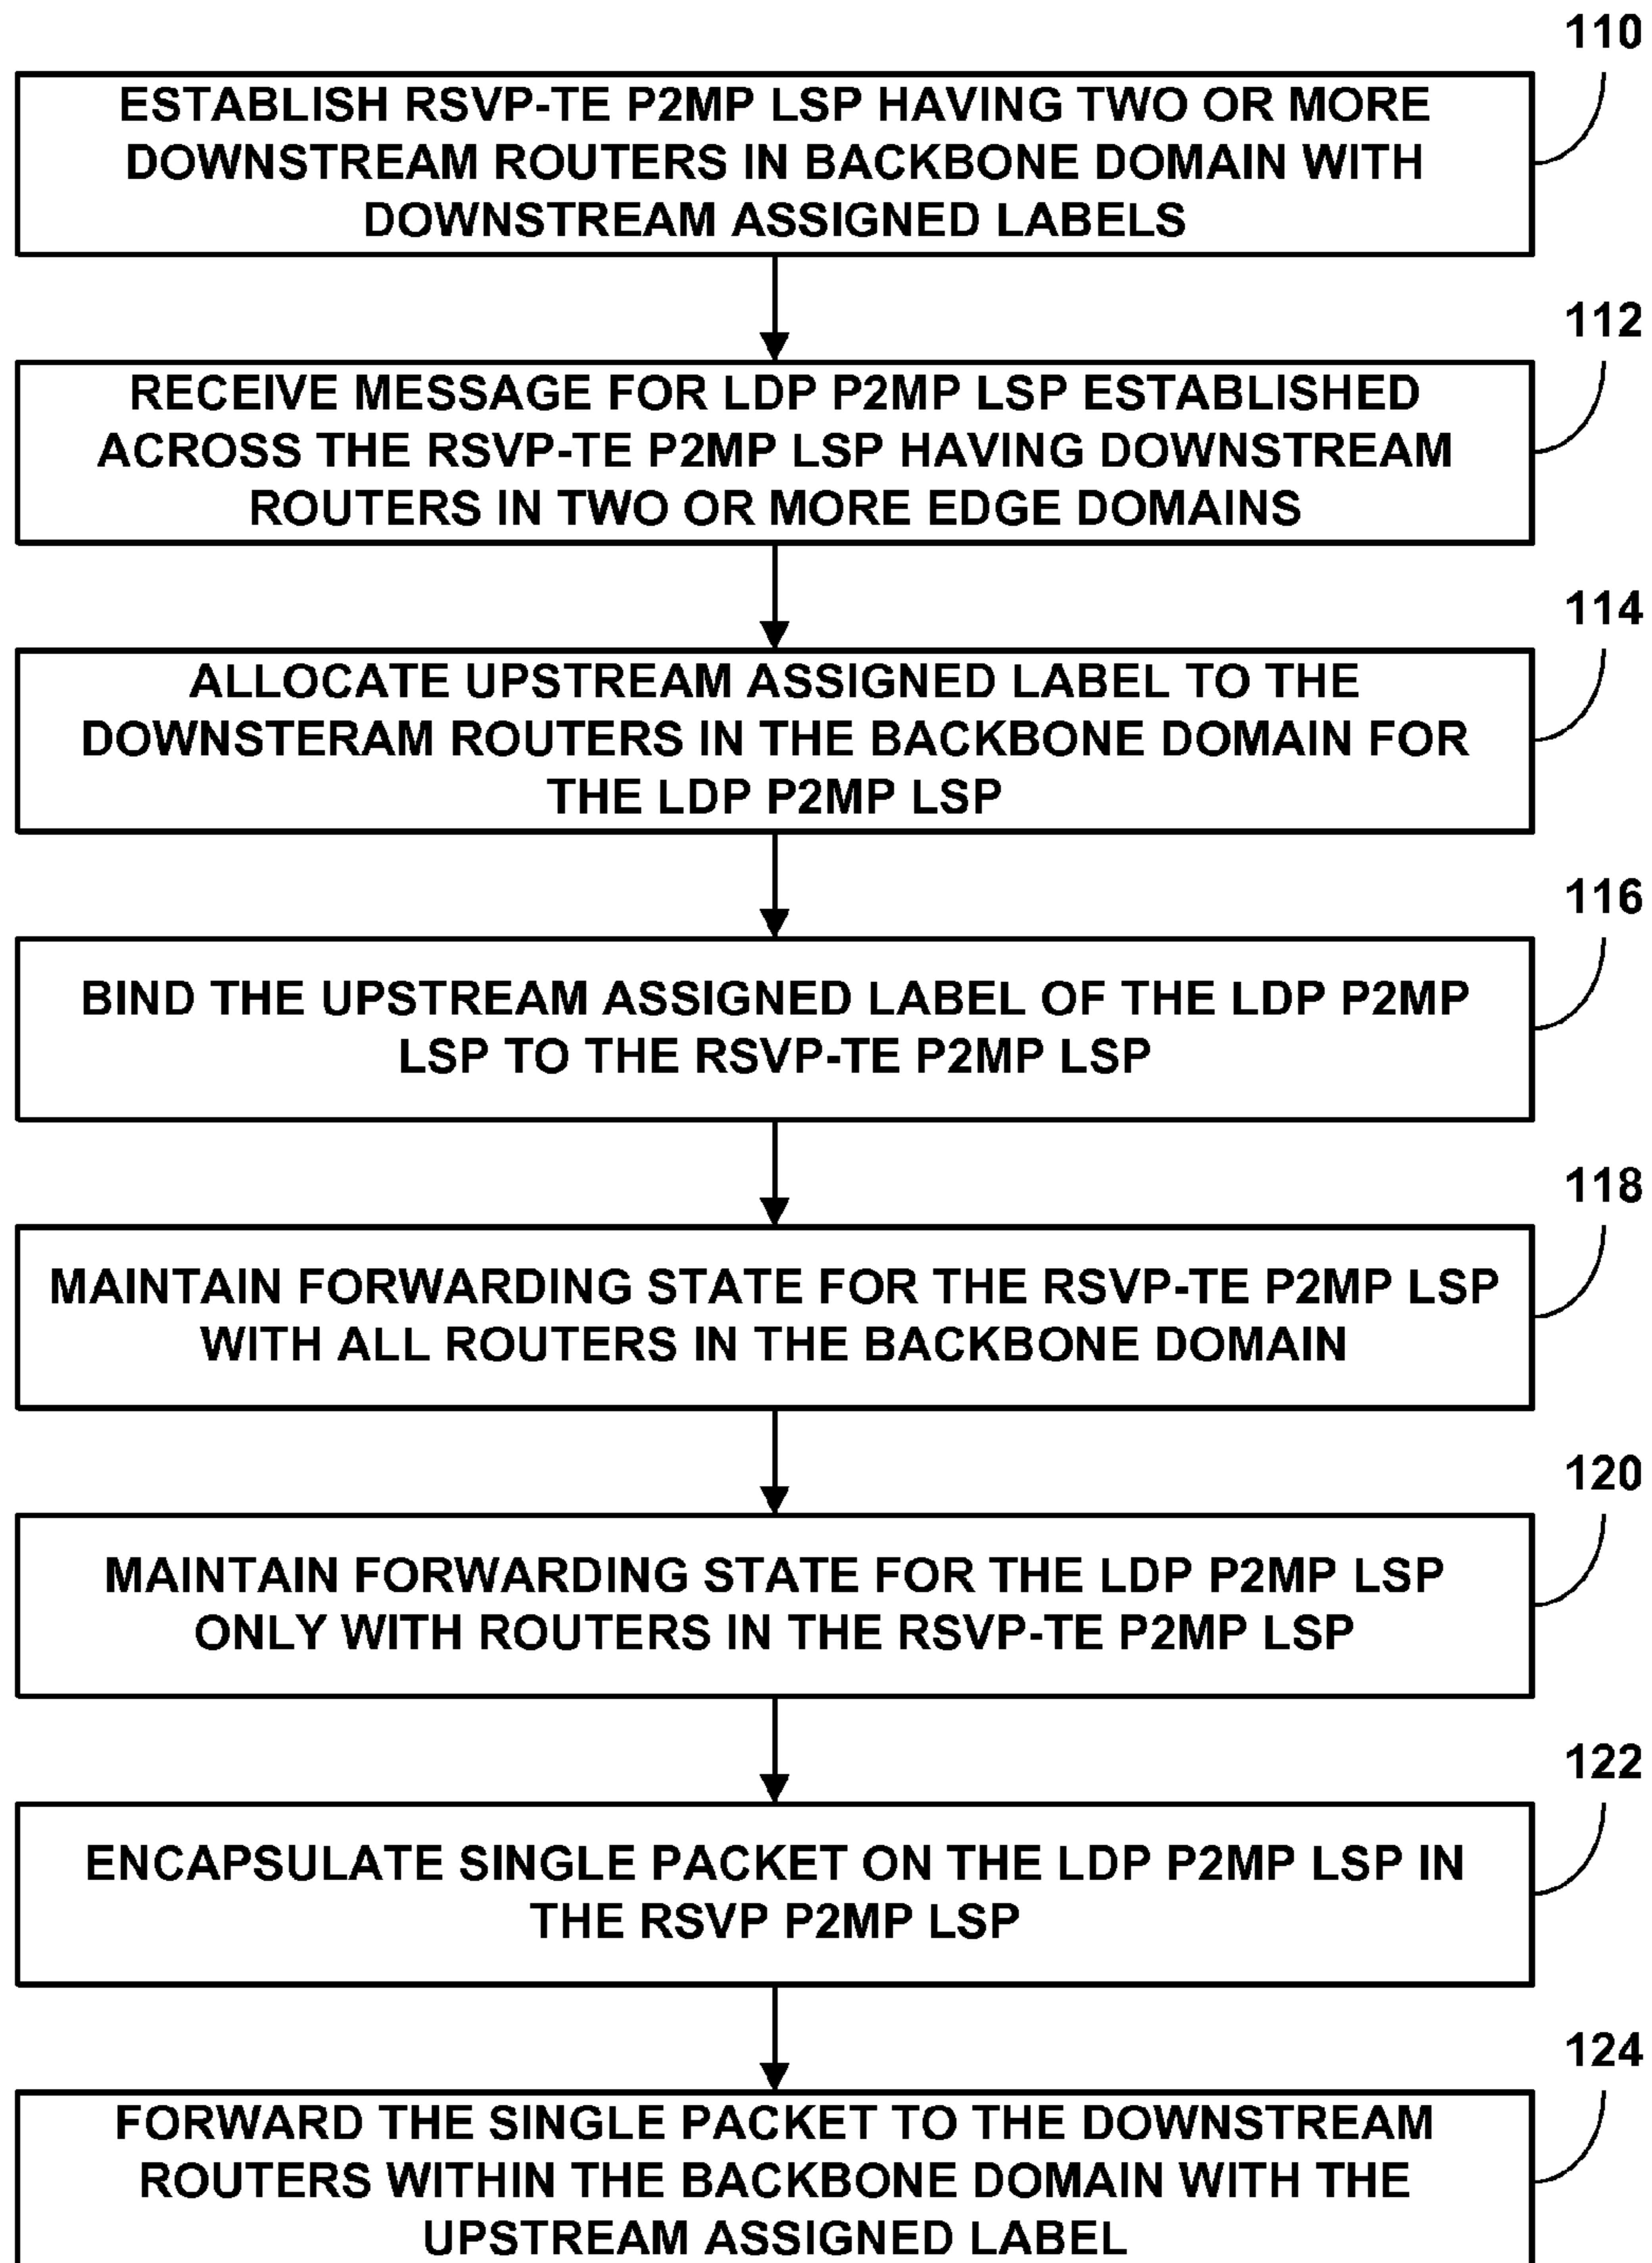 110
ESTABLISH RSVP-TE P2MP LSP HAVING TWO OR MORE
DOWNSTREAM ROUTERS IN BACKBONE DOMAIN WITH
DOWNSTREAM ASSIGNED LABELS
112
RECEIVE MESSAGE FOR LDP P2MP LSP ESTABLISHED
ACROSS THE RSVP-TE P2MP LSP HAVING DOWNSTREAM
ROUTERS IN TWO OR MORE EDGE DOMAINS
114
ALLOCATE UPSTREAM ASSIGNED LABEL TO THE
DOWNSTERAM ROUTERS IN THE BACKBONE DOMAIN FOR
THE LDP P2MP LSP
116
BIND THE UPSTREAM ASSIGNED LABEL OF THE LDP P2MP
LSP TO THE RSVP-TE P2MP LSP
118
MAINTAIN FORWARDING STATE FOR THE RSVP-TE P2MP LSP
WITH ALL ROUTERS IN THE BACKBONE DOMAIN
120
MAINTAIN FORWARDING STATE FOR THE LDP P2MP LSP
ONLY WITH ROUTERS IN THE RSVP-TE P2MP LSP
122
ENCAPSULATE SINGLE PACKET ON THE LDP P2MP LSP IN
THE RSVP P2MP LSP
124
FORWARD THE SINGLE PACKET TO THE DOWNSTREAM
ROUTERS WITHIN THE BACKBONE DOMAIN WITH THE
UPSTREAM ASSIGNED LABEL